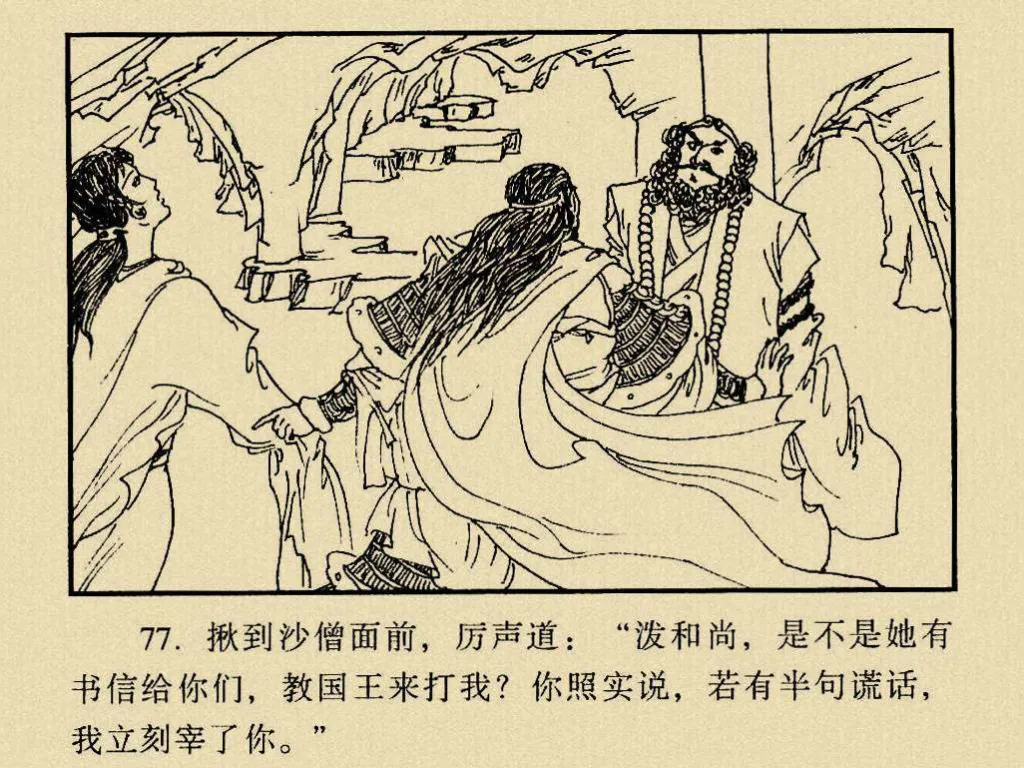 77. 揪到沙僧面前，厉声道：“泼和尚，是不是她有
书信给你们，教国王来打我？你照实说，若有半句谎话，
我立刻宰了你。”